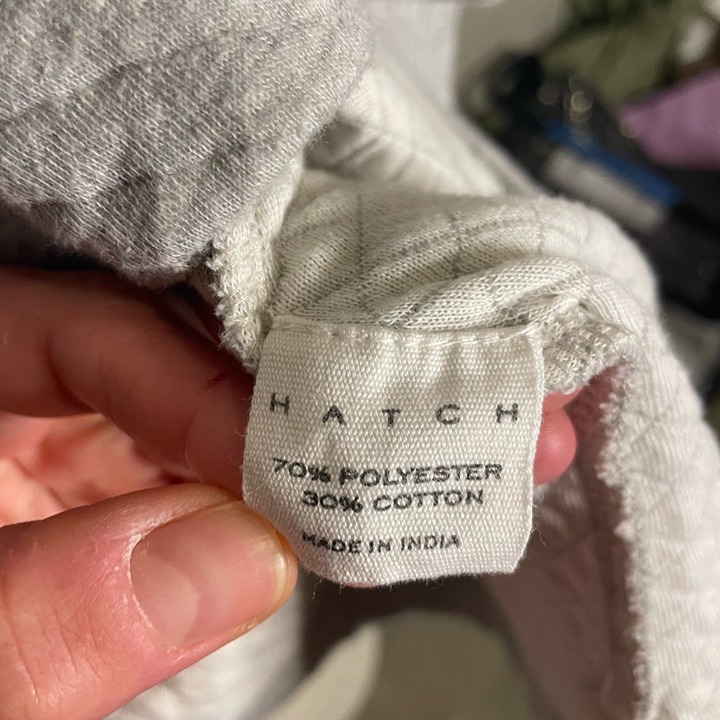 HATCH
70% POLYESTER
30% COTTON
MADE IN INDIA